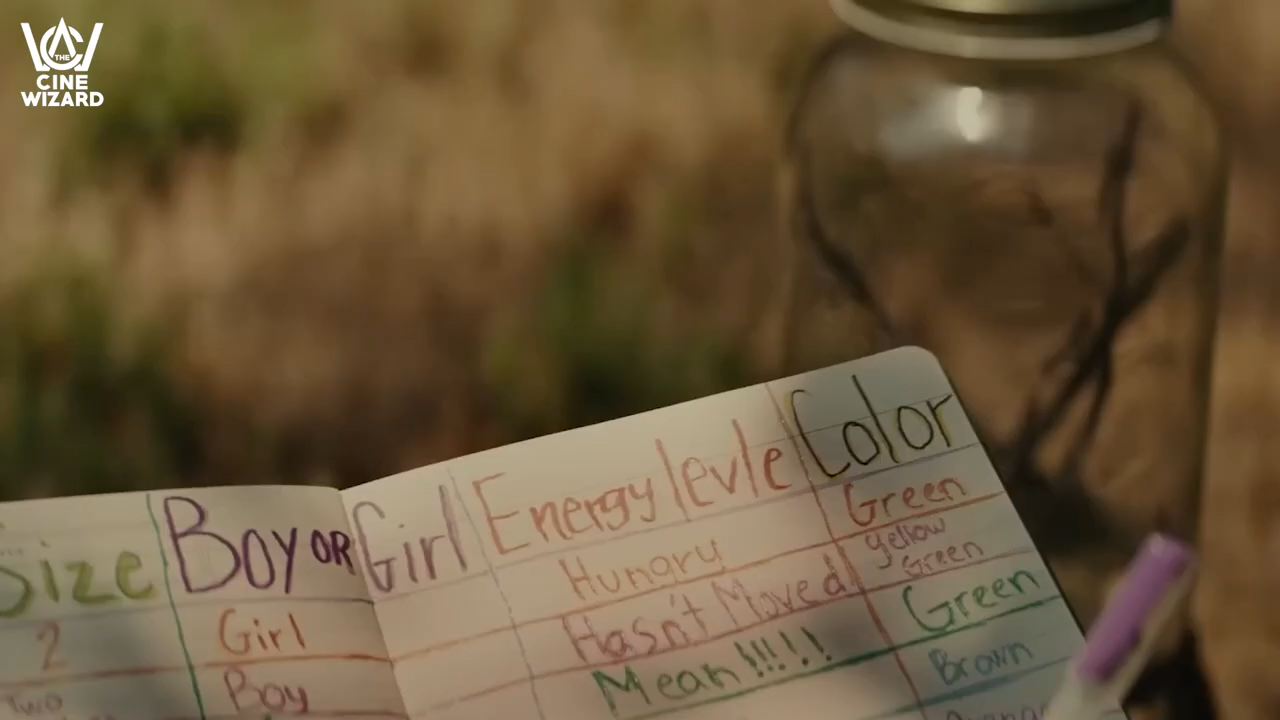 THE
CINE
WIZARD
Size Boy OR Girl Energy levle Color
2 Girl Hungry Green
Two Boy Hasn't Moved! Yellow Green
Mean!!!!! Green
Brown